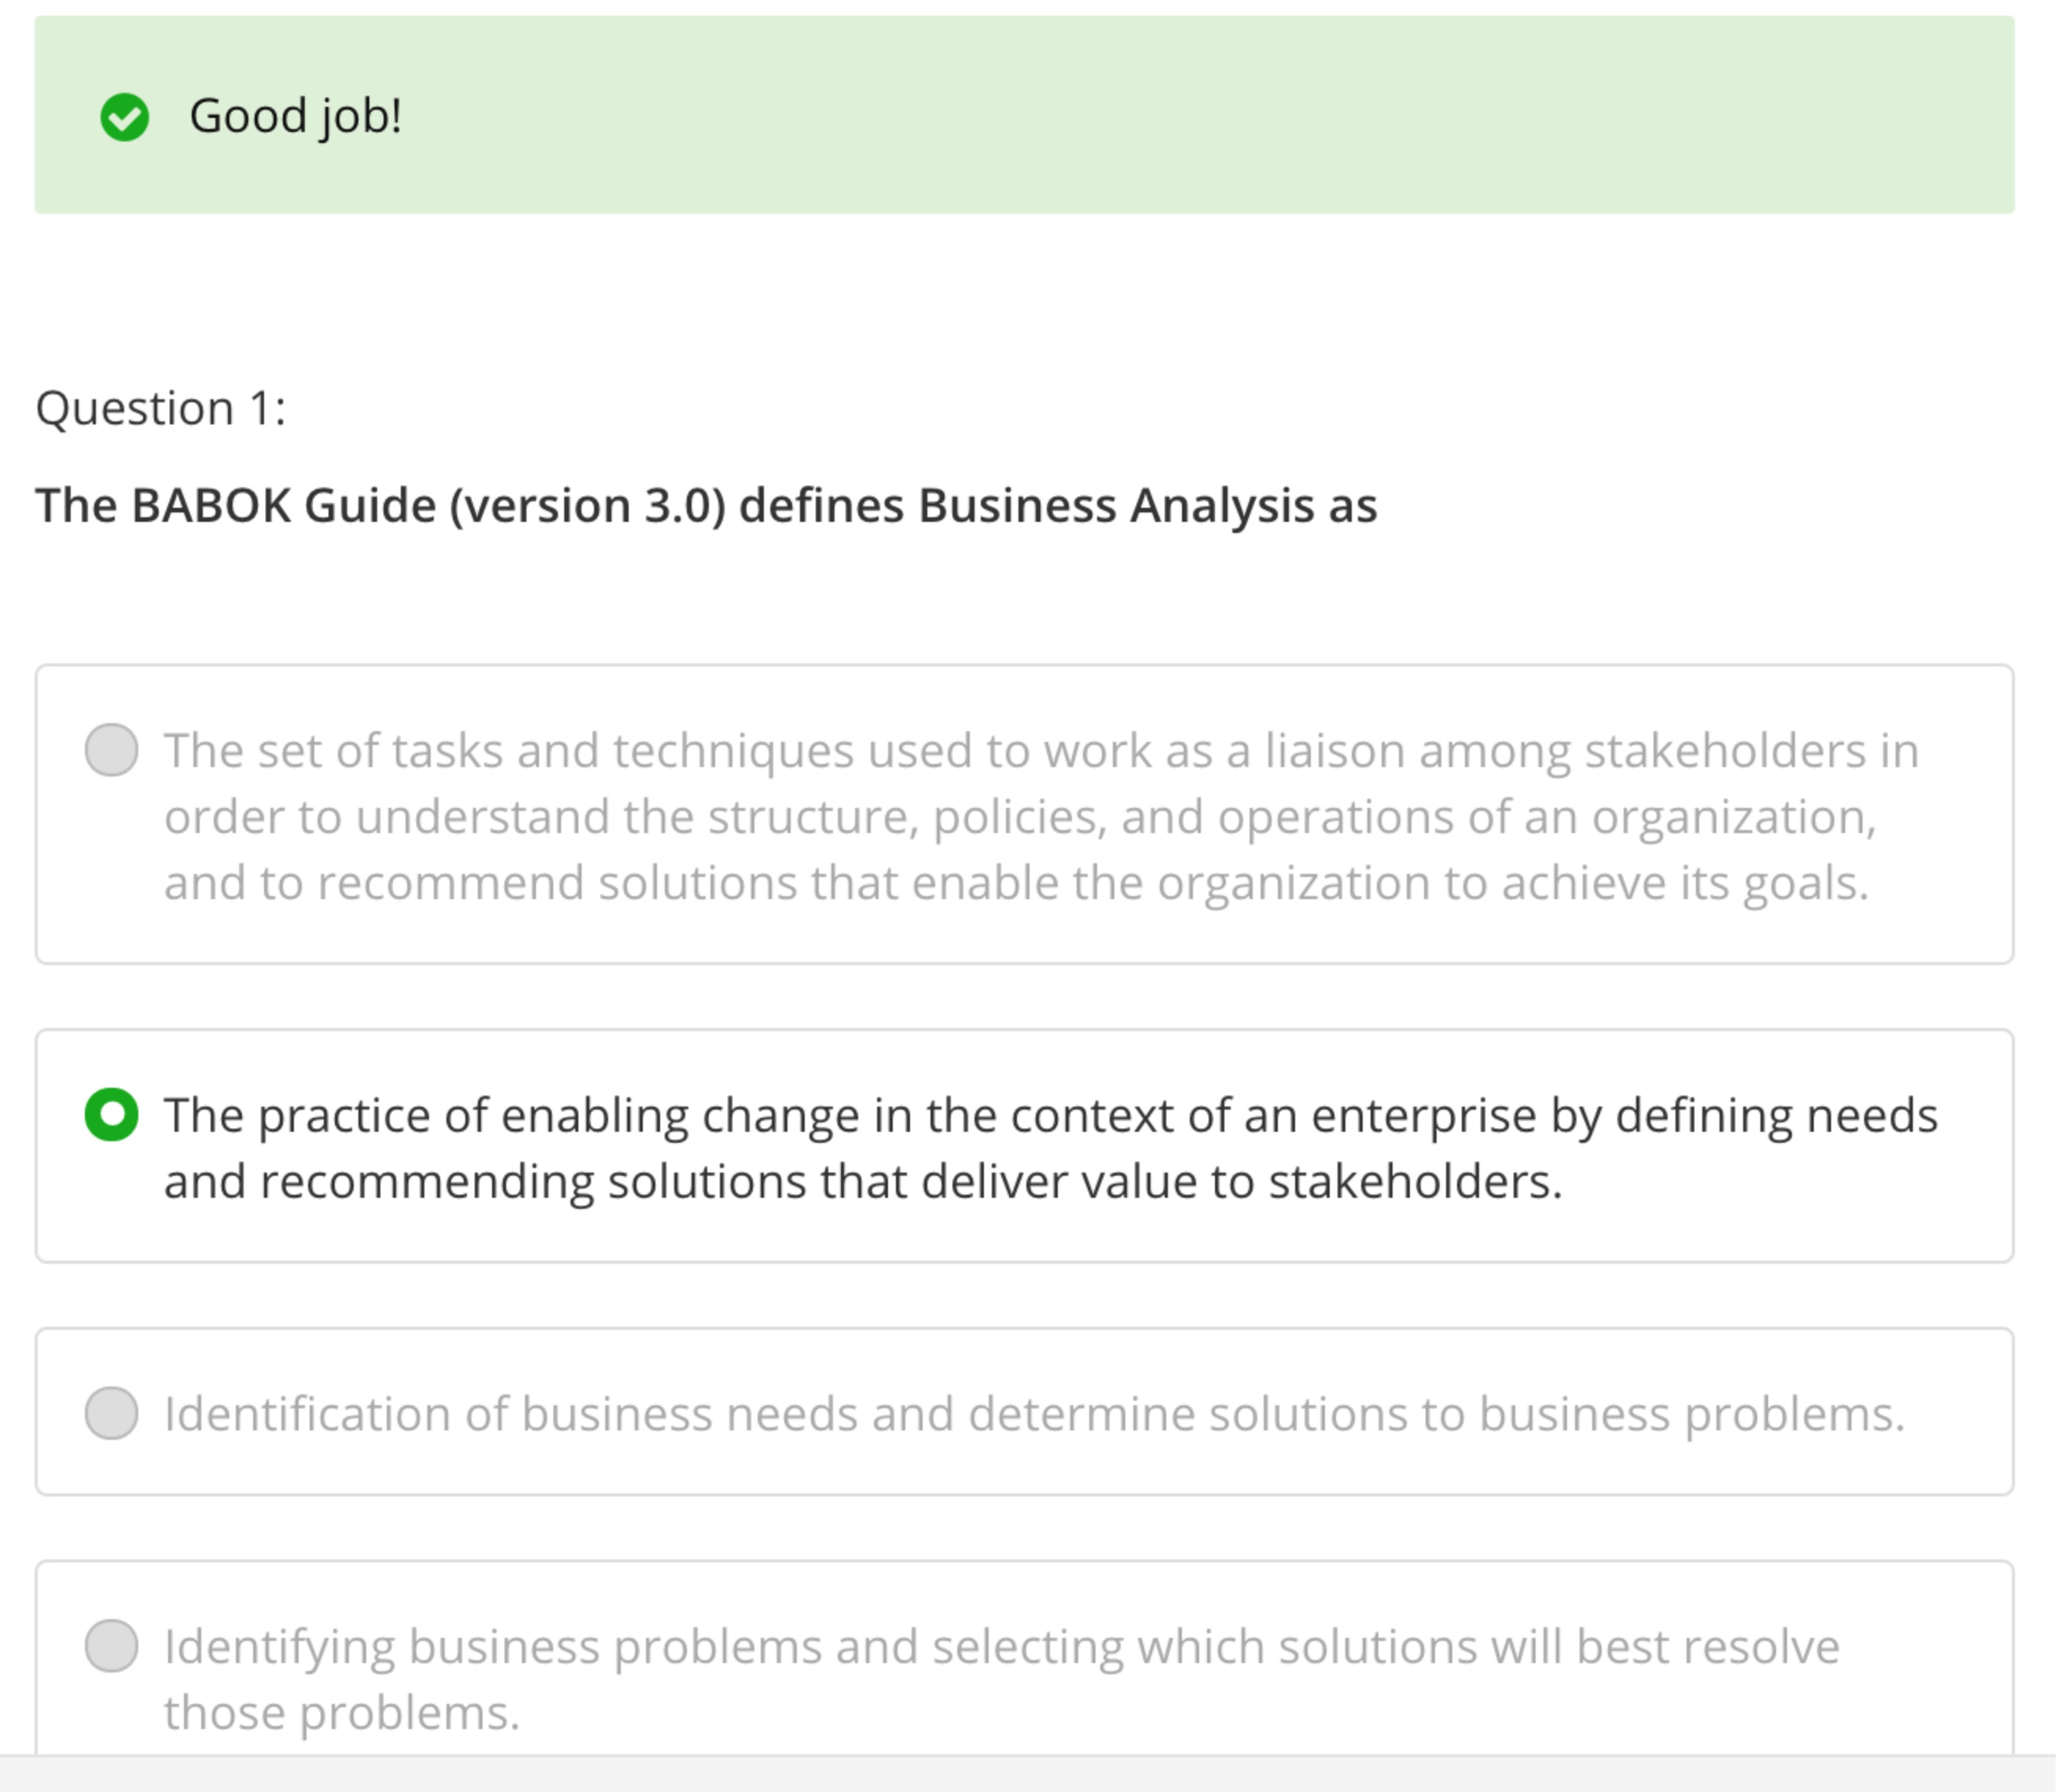 Good job!
Question 1:
The BABOK Guide (version 3.0) defines Business Analysis as
The set of tasks and techniques used to work as a liaison among stakeholders in
order to understand the structure, policies, and operations of an organization,
and to recommend solutions that enable the organization to achieve its goals.
The practice of enabling change in the context of an enterprise by defining needs
and recommending solutions that deliver value to stakeholders.
Identification of business needs and determine solutions to business problems.
Identifying business problems and selecting which solutions will best resolve
those problems.